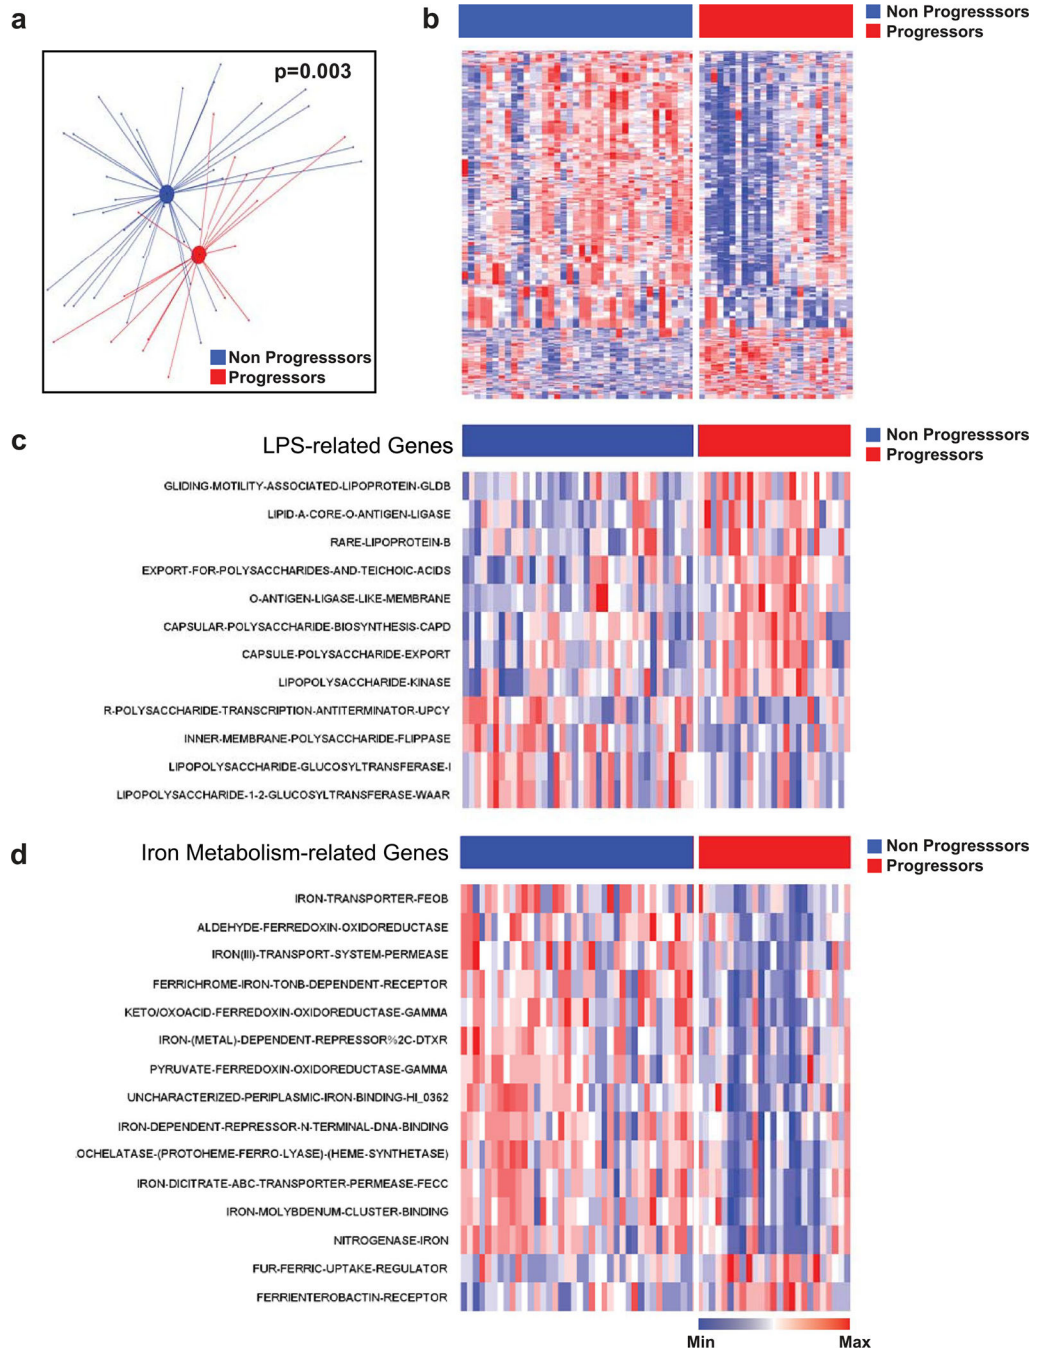 a
p=0.003
Non Progresssors
Progressors
b
Non Progresssors
Progressors
c
LPS-related Genes
Non Progresssors
Progressors
GLIDING-MOTILITY-ASSOCIATED-LIPOPROTEIN-GLDB
LIPID-A-CORE-O-ANTIGEN-LIGASE
RARE-LIPOPROTEIN-B
EXPORT-FOR-POLYSACCHARIDES-AND-TEICHOIC-ACIDS
O-ANTIGEN-LIGASE-LIKE-MEMBRANE
CAPSULAR-POLYSACCHARIDE-BIOSYNTHESIS-CAPD
CAPSULE-POLYSACCHARIDE-EXPORT
LIPOPOLYSACCHARIDE-KINASE
R-POLYSACCHARIDE-TRANSCRIPTION-ANTITERMINATOR-UPCY
INNER-MEMBRANE-POLYSACCHARIDE-FLIPPASE
LIPOPOLYSACCHARIDE-GLUCOSYLTRANSFERASE-I
LIPOPOLYSACCHARIDE-1-2-GLUCOSYLTRANSFERASE-WAAR
d
Iron Metabolism-related Genes
Non Progresssors
Progressors
IRON-TRANSPORTER-FEOB
ALDEHYDE-FERREDOXIN-OXIDOREDUCTASE
IRON(III)-TRANSPORT-SYSTEM-PERMEASE
FERRICHROME-IRON-TONB-DEPENDENT-RECEPTOR
KETO/OXOACID-FERREDOXIN-OXIDOREDUCTASE-GAMMA
IRON-(METAL)-DEPENDENT-REPRESSOR%2C-DTXR
PYRUVATE-FERREDOXIN-OXIDOREDUCTASE-GAMMA
UNCHARACTERIZED-PERIPLASMIC-IRON-BINDING-HI_0362
IRON-DEPENDENT-REPRESSOR-N-TERMINAL-DNA-BINDING
OCHELATASE-(PROTOHEME-FERRO-LYASE)-(HEME-SYNTHETASE)
IRON-DICITRATE-ABC-TRANSPORTER-PERMEASE-FECC
IRON-MOLYBDENUM-CLUSTER-BINDING
NITROGENASE-IRON
FUR-FERRIC-UPTAKE-REGULATOR
FERRIENTEROBACTIN-RECEPTOR
Min
Max